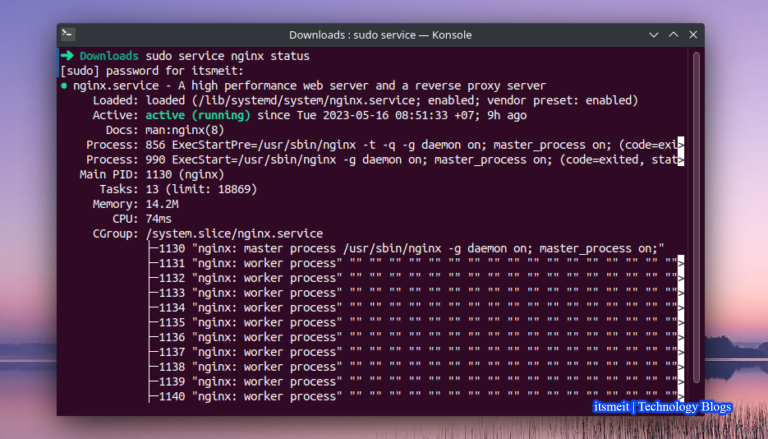 Downloads : sudo service — Konsole
➜ Downloads sudo service nginx status
[sudo] password for itsmeit:
● nginx.service - A high performance web server and a reverse proxy server
Loaded: loaded (/lib/systemd/system/nginx.service; enabled; vendor preset: enabled)
Active: active (running) since Tue 2023-05-16 08:51:33 +07; 9h ago
Docs: man:nginx(8)
Process: 856 ExecStartPre=/usr/sbin/nginx -t -q -g daemon on; master_process on; (code=exi>
Process: 990 ExecStart=/usr/sbin/nginx -g daemon on; master_process on; (code=exited, stat>
Main PID: 1130 (nginx)
Tasks: 13 (limit: 18869)
Memory: 14.2M
CPU: 74ms
CGroup: /system.slice/nginx.service
├─1130 "nginx: master process /usr/sbin/nginx -g daemon on; master_process on;"
├─1131 "nginx: worker process" "" "" "" "" "" "" "" "" "" "" "" "" "" "" "" "" "">
├─1132 "nginx: worker process" "" "" "" "" "" "" "" "" "" "" "" "" "" "" "" "" "">
├─1133 "nginx: worker process" "" "" "" "" "" "" "" "" "" "" "" "" "" "" "" "" "">
├─1134 "nginx: worker process" "" "" "" "" "" "" "" "" "" "" "" "" "" "" "" "" "">
├─1135 "nginx: worker process" "" "" "" "" "" "" "" "" "" "" "" "" "" "" "" "" "">
├─1136 "nginx: worker process" "" "" "" "" "" "" "" "" "" "" "" "" "" "" "" "" "">
├─1137 "nginx: worker process" "" "" "" "" "" "" "" "" "" "" "" "" "" "" "" "" "">
├─1138 "nginx: worker process" "" "" "" "" "" "" "" "" "" "" "" "" "" "" "" "" "">
├─1139 "nginx: worker process" "" "" "" "" "" "" "" "" "" "" "" "" "" "" "" "" "">
├─1140 "nginx: worker process" "" "" "" "" "" "" "" "" "" "" "" "" "" "" "" "" "">
itsmeit | Technology Blogs